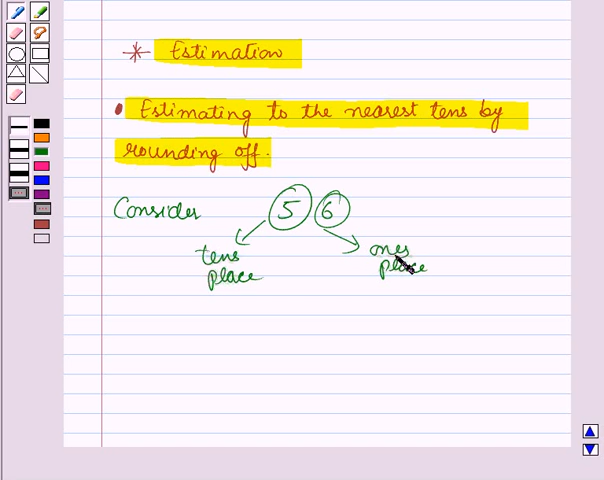 * Estimation
• Estimating to the nearest tens by
rounding off.
Consider 5 6
tens ones
place place